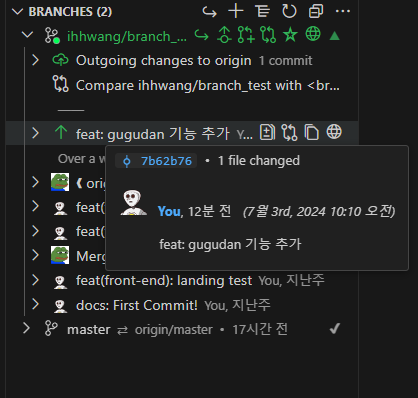 BRANCHES (2)
ihhwang/branch_...
Outgoing changes to origin 1 commit
Compare ihhwang/branch_test with <br...
feat: gugudan 기능 추가 Y...
Over a w
7b62b76 • 1 file changed
( orig
You, 12분 전 (7월 3rd, 2024 10:10 오전)
feat(
feat(
feat: gugudan 기능 추가
Merg
feat(front-end): landing test You, 지난주
docs: First Commit! You, 지난주
master ⇄ origin/master • 17시간 전